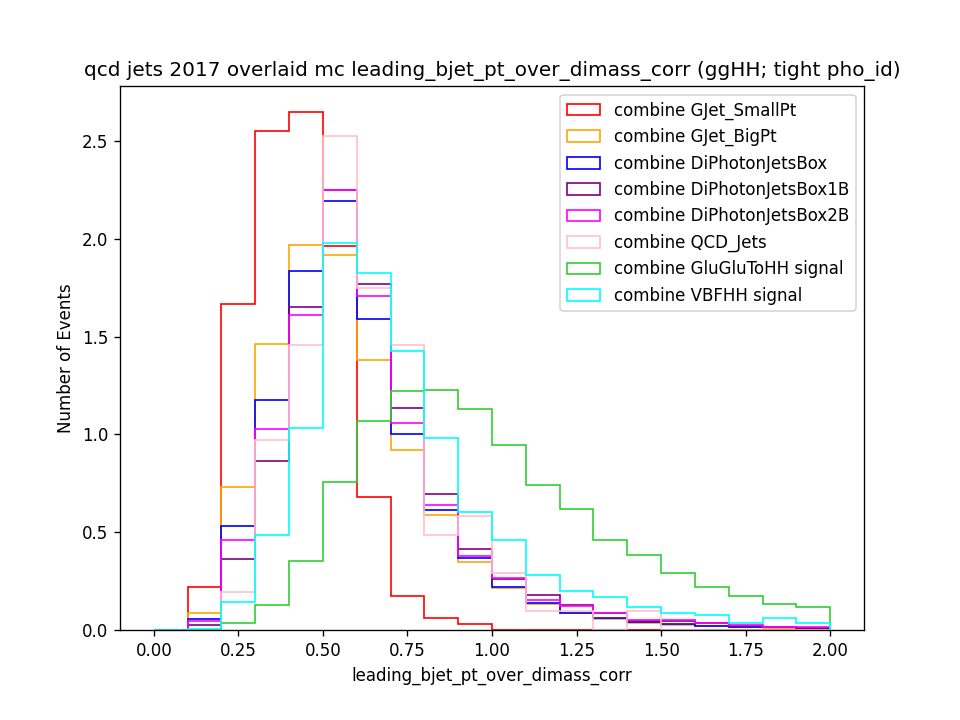 qcd jets 2017 overlaid mc leading_bjet_pt_over_dimass_corr (ggHH; tight pho_id)
combine GJet_SmallPt
combine GJet_BigPt
combine DiPhotonJetsBox
combine DiPhotonJetsBox1B
combine DiPhotonJetsBox2B
combine QCD_Jets
combine GluGluToHH signal
combine VBFHH signal
Number of Events
2.5
2.0
1.5
1.0
0.5
0.0
0.00 0.25 0.50 0.75 1.00 1.25 1.50 1.75 2.00
leading_bjet_pt_over_dimass_corr